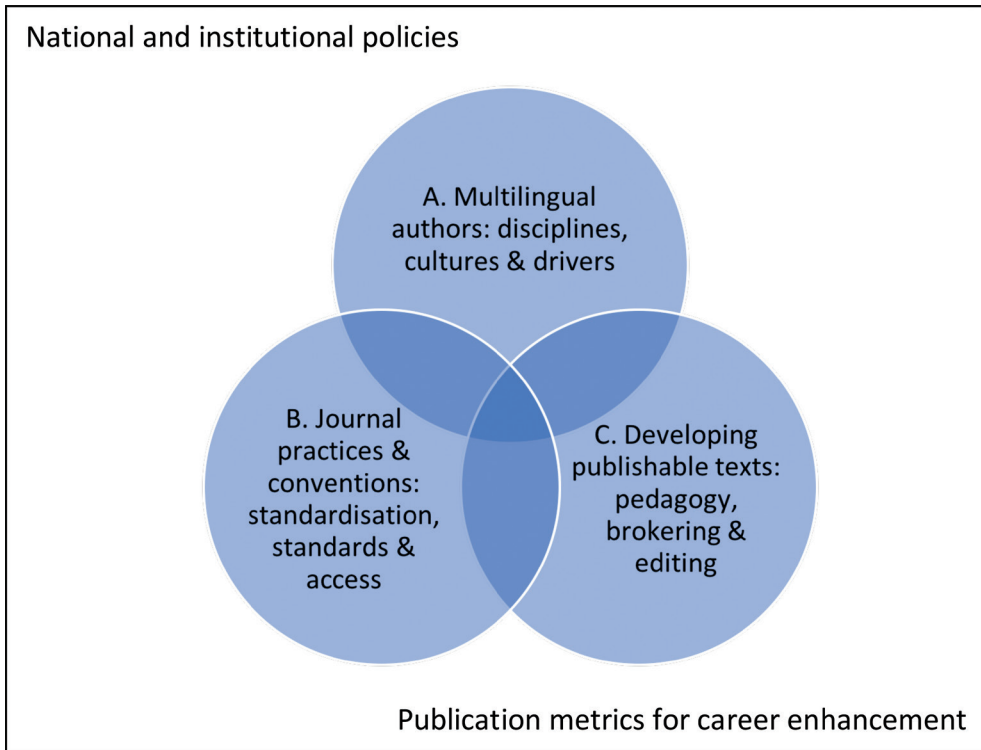 National and institutional policies
A. Multilingual
authors: disciplines,
cultures & drivers
B. Journal
practices &
conventions:
standardisation,
standards &
access
C. Developing
publishable texts:
pedagogy,
brokering &
editing
Publication metrics for career enhancement